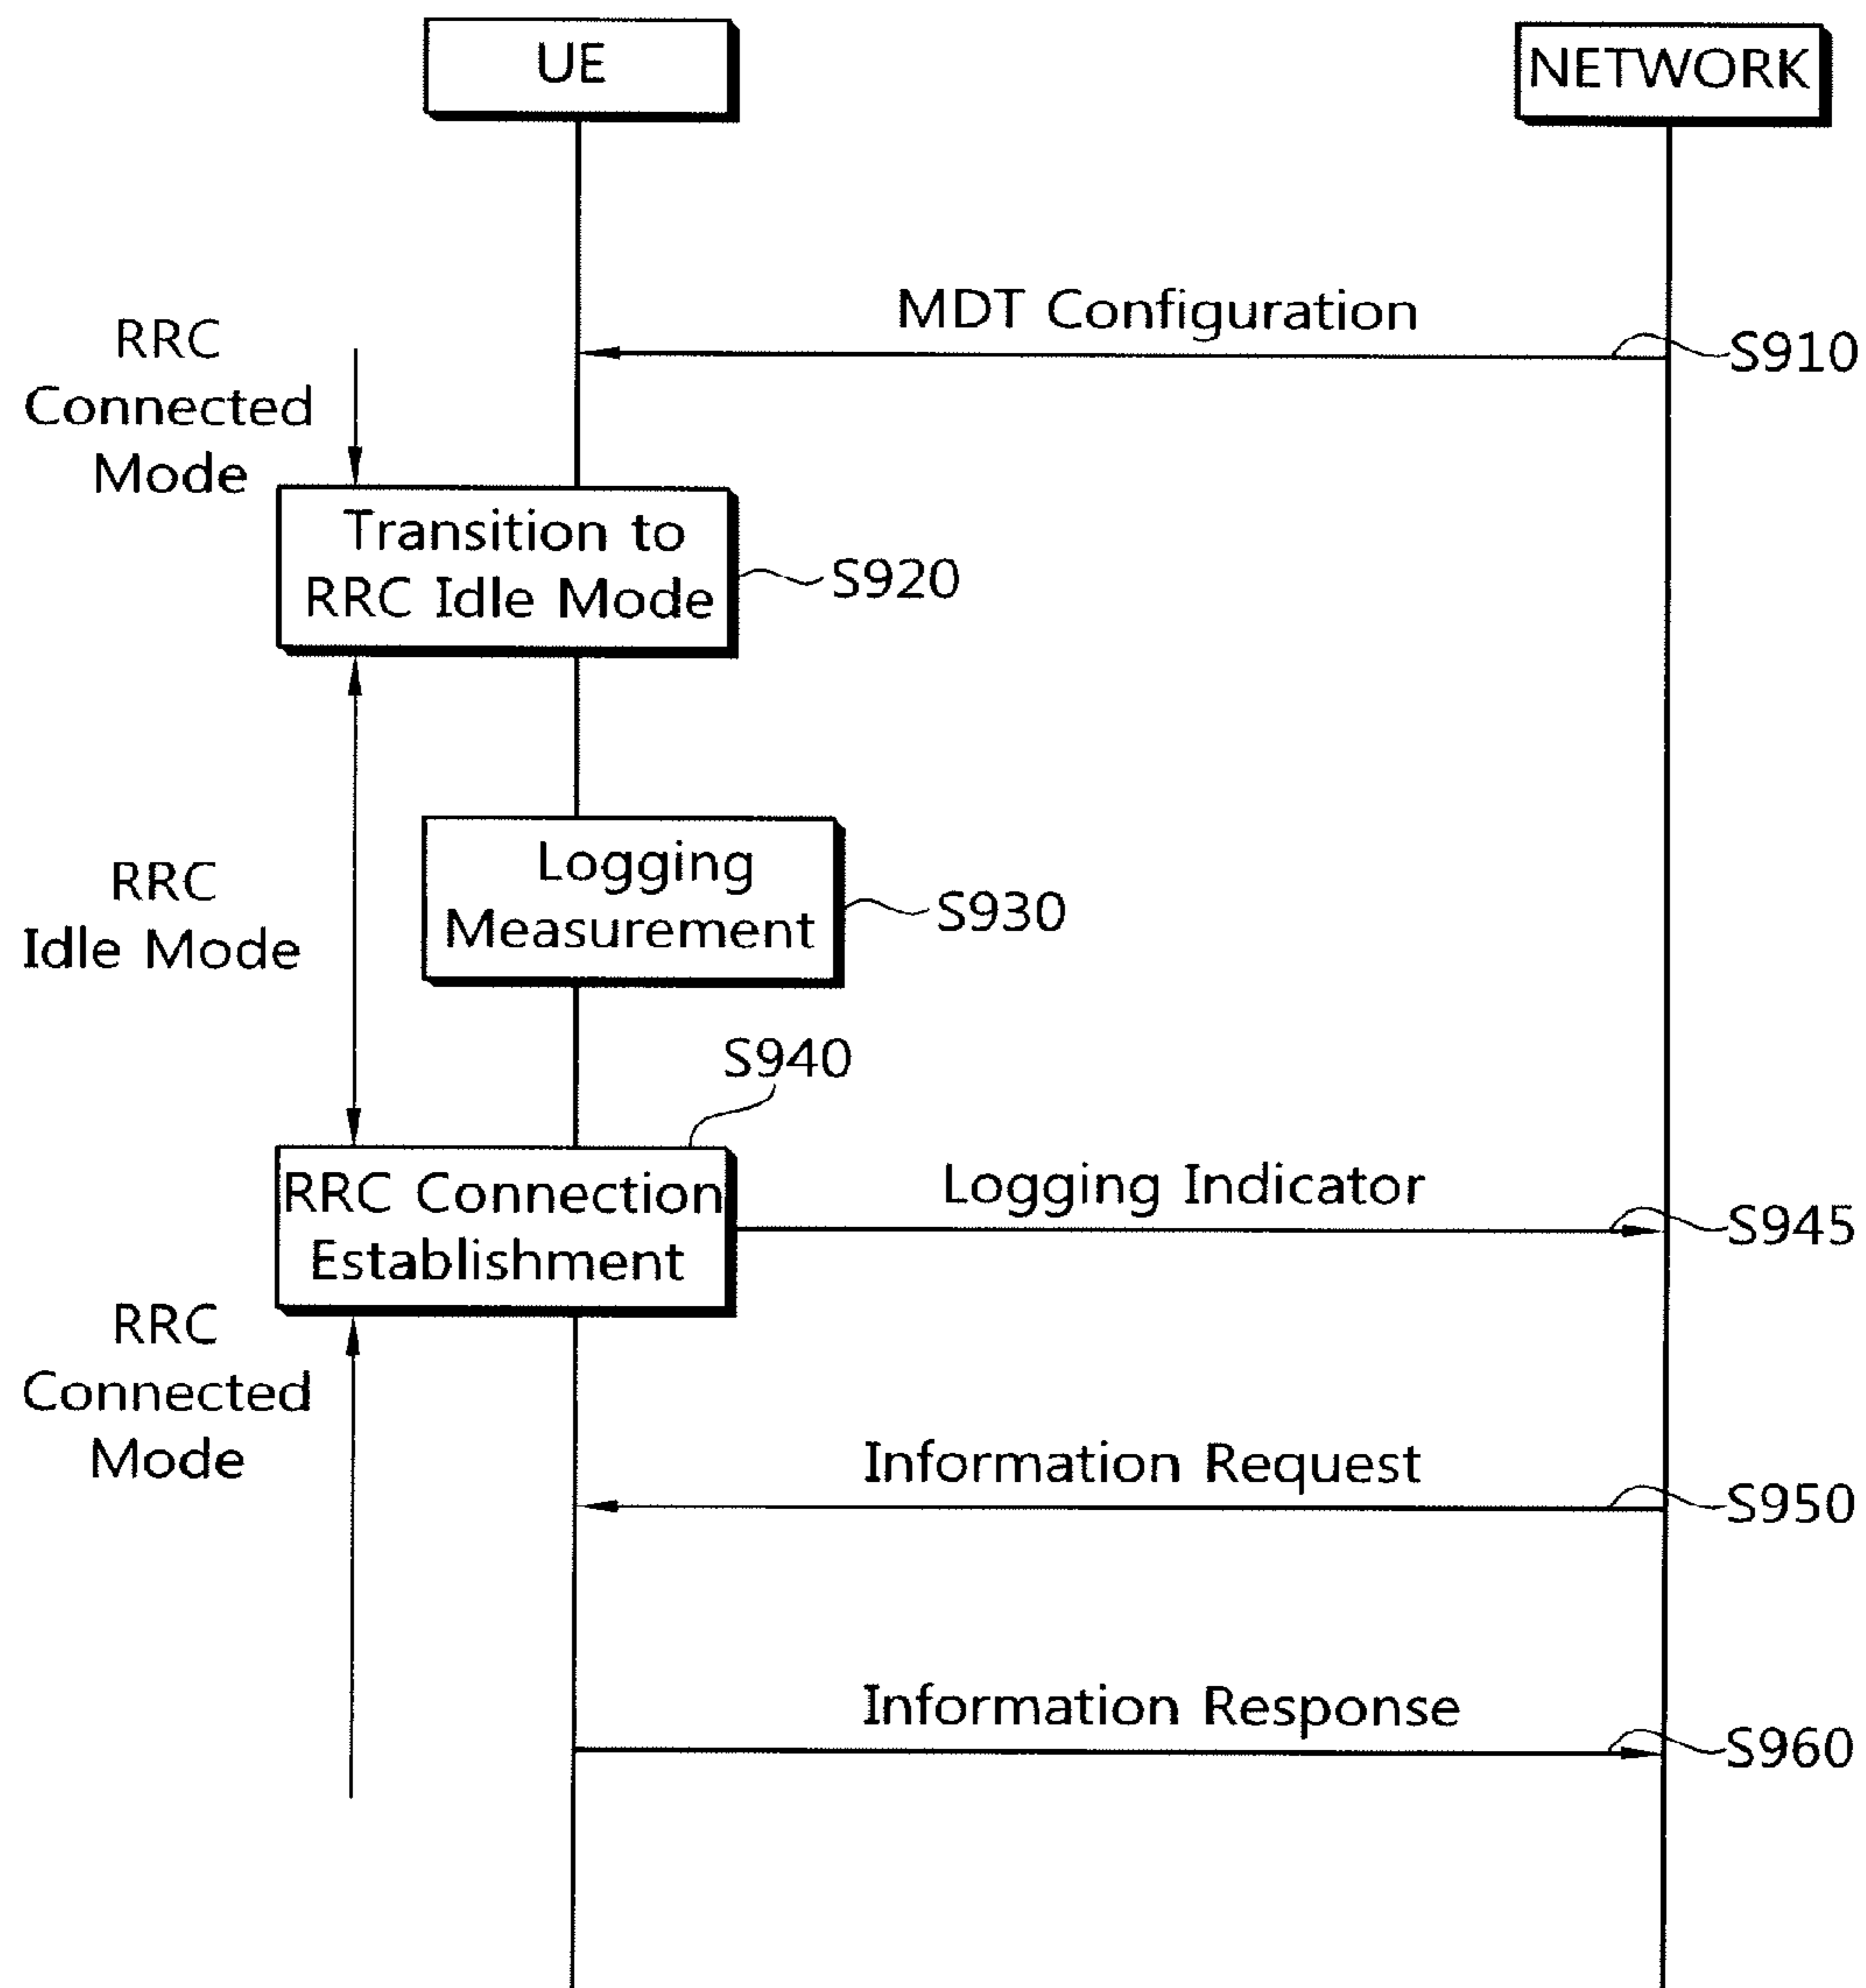 UE
NETWORK
MDT Configuration
S910
RRC
Connected
Mode
Transition to
RRC Idle Mode
S920
Logging
Measurement
S930
RRC
Idle Mode
S940
RRC Connection
Establishment
Logging Indicator
S945
RRC
Connected
Mode
Information Request
S950
Information Response
S960